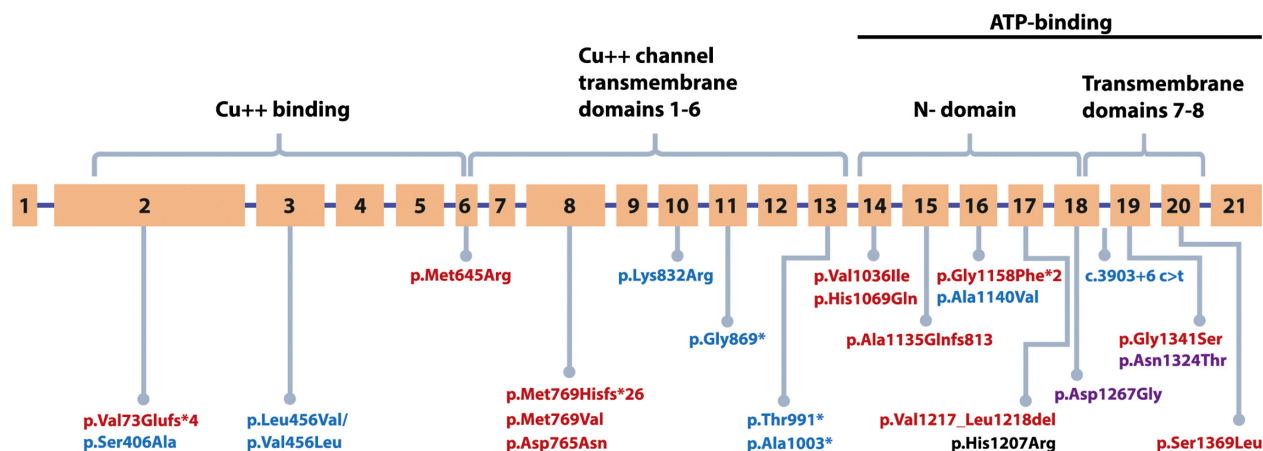 ATP-binding
Cu++ channel
transmembrane
domains 1-6
Transmembrane
domains 7-8
Cu++ binding
N- domain
1 2 3 4 5 6 7 8 9 10 11 12 13 14 15 16 17 18 19 20 21
p.Met645Arg
p.Lys832Arg
p.Val1036Ile
p.His1069Gln
p.Gly1158Phe*2
p.Ala1140Val
c.3903+6 c>t
p.Gly869*
p.Ala1135Glnfs813
p.Gly1341Ser
p.Asn1324Thr
p.Met769Hisfs*26
p.Met769Val
p.Asp765Asn
p.Asp1267Gly
p.Val73Glufs*4
p.Ser406Ala
p.Leu456Val/
p.Val456Leu
p.Thr991*
p.Ala1003*
p.Val1217_Leu1218del
p.His1207Arg
p.Ser1369Leu